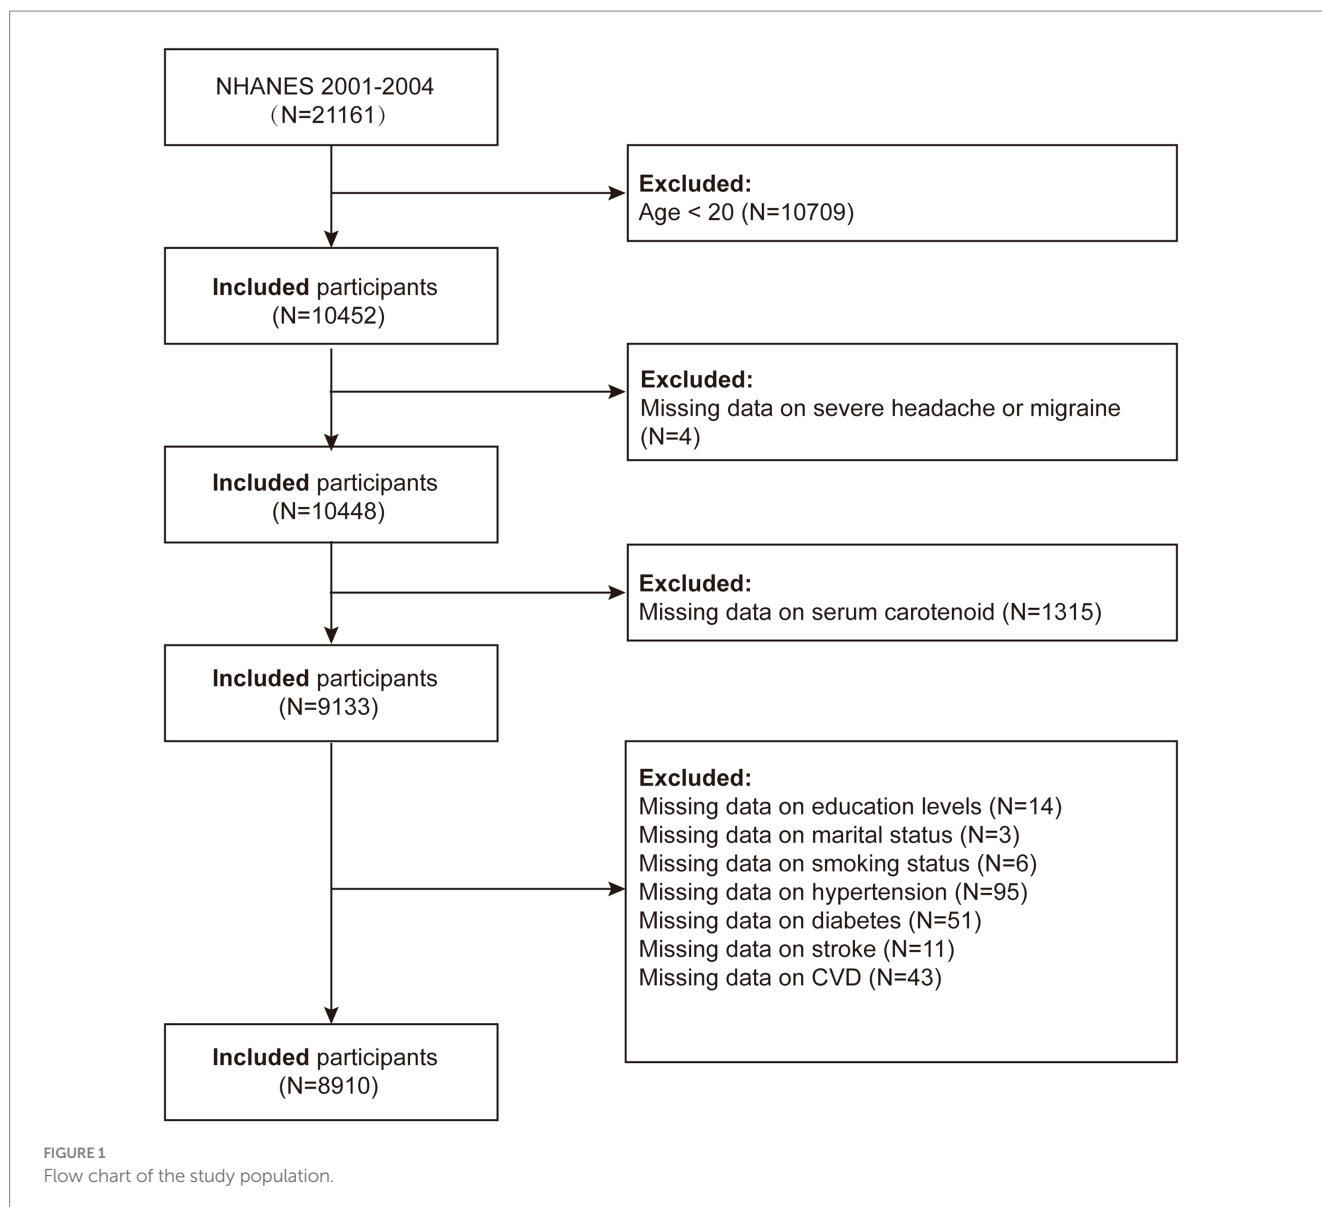 NHANES 2001-2004
（N=21161）
Excluded:
Age < 20 (N=10709)
Included participants
(N=10452)
Excluded:
Missing data on severe headache or migraine
(N=4)
Included participants
(N=10448)
Excluded:
Missing data on serum carotenoid (N=1315)
Included participants
(N=9133)
Excluded:
Missing data on education levels (N=14)
Missing data on marital status (N=3)
Missing data on smoking status (N=6)
Missing data on hypertension (N=95)
Missing data on diabetes (N=51)
Missing data on stroke (N=11)
Missing data on CVD (N=43)
Included participants
(N=8910)
FIGURE 1
Flow chart of the study population.